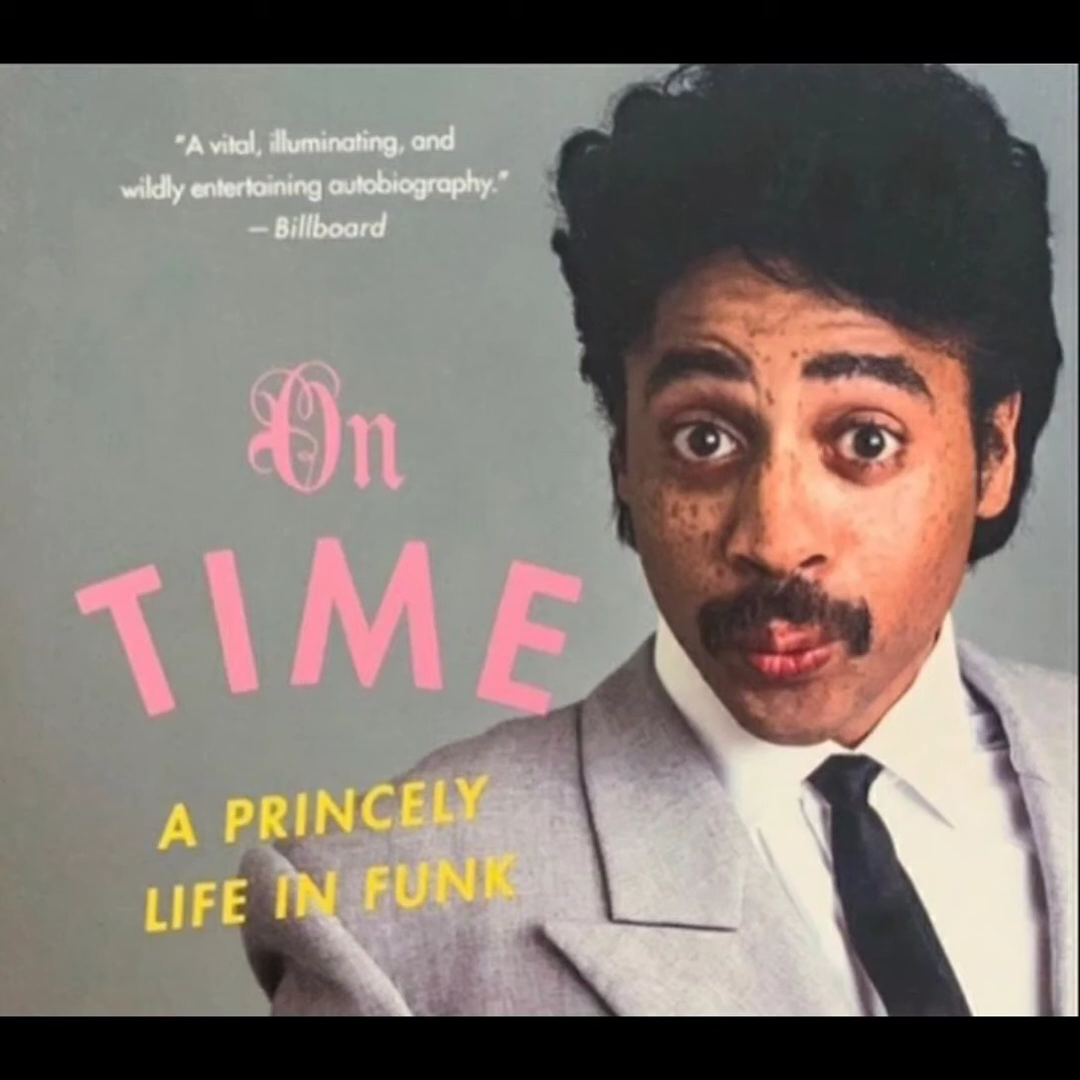 "A vital, illuminating, and
wildly entertaining autobiography."
— Billboard
On
TIME
A PRINCELY
LIFE IN FUNK